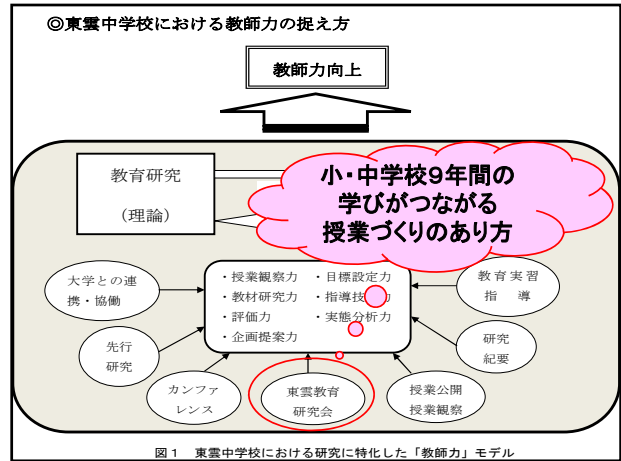 ◎東雲中学校における教師力の捉え方
教師力向上
教育研究
(理論)
小・中学校9年間の
学びがつながる
授業づくりのあり方
・授業観察力 ・目標設定力
・教材研究力 ・指導技 力
・評価力 ・実態分析力
・企画提案力
大学との連
携・協働
先行
研究
カンファ
レンス
東雲教育
研究会
授業公開
授業観察
研究
紀要
教育実習
指 導
図1 東雲中学校における研究に特化した「教師力」モデル